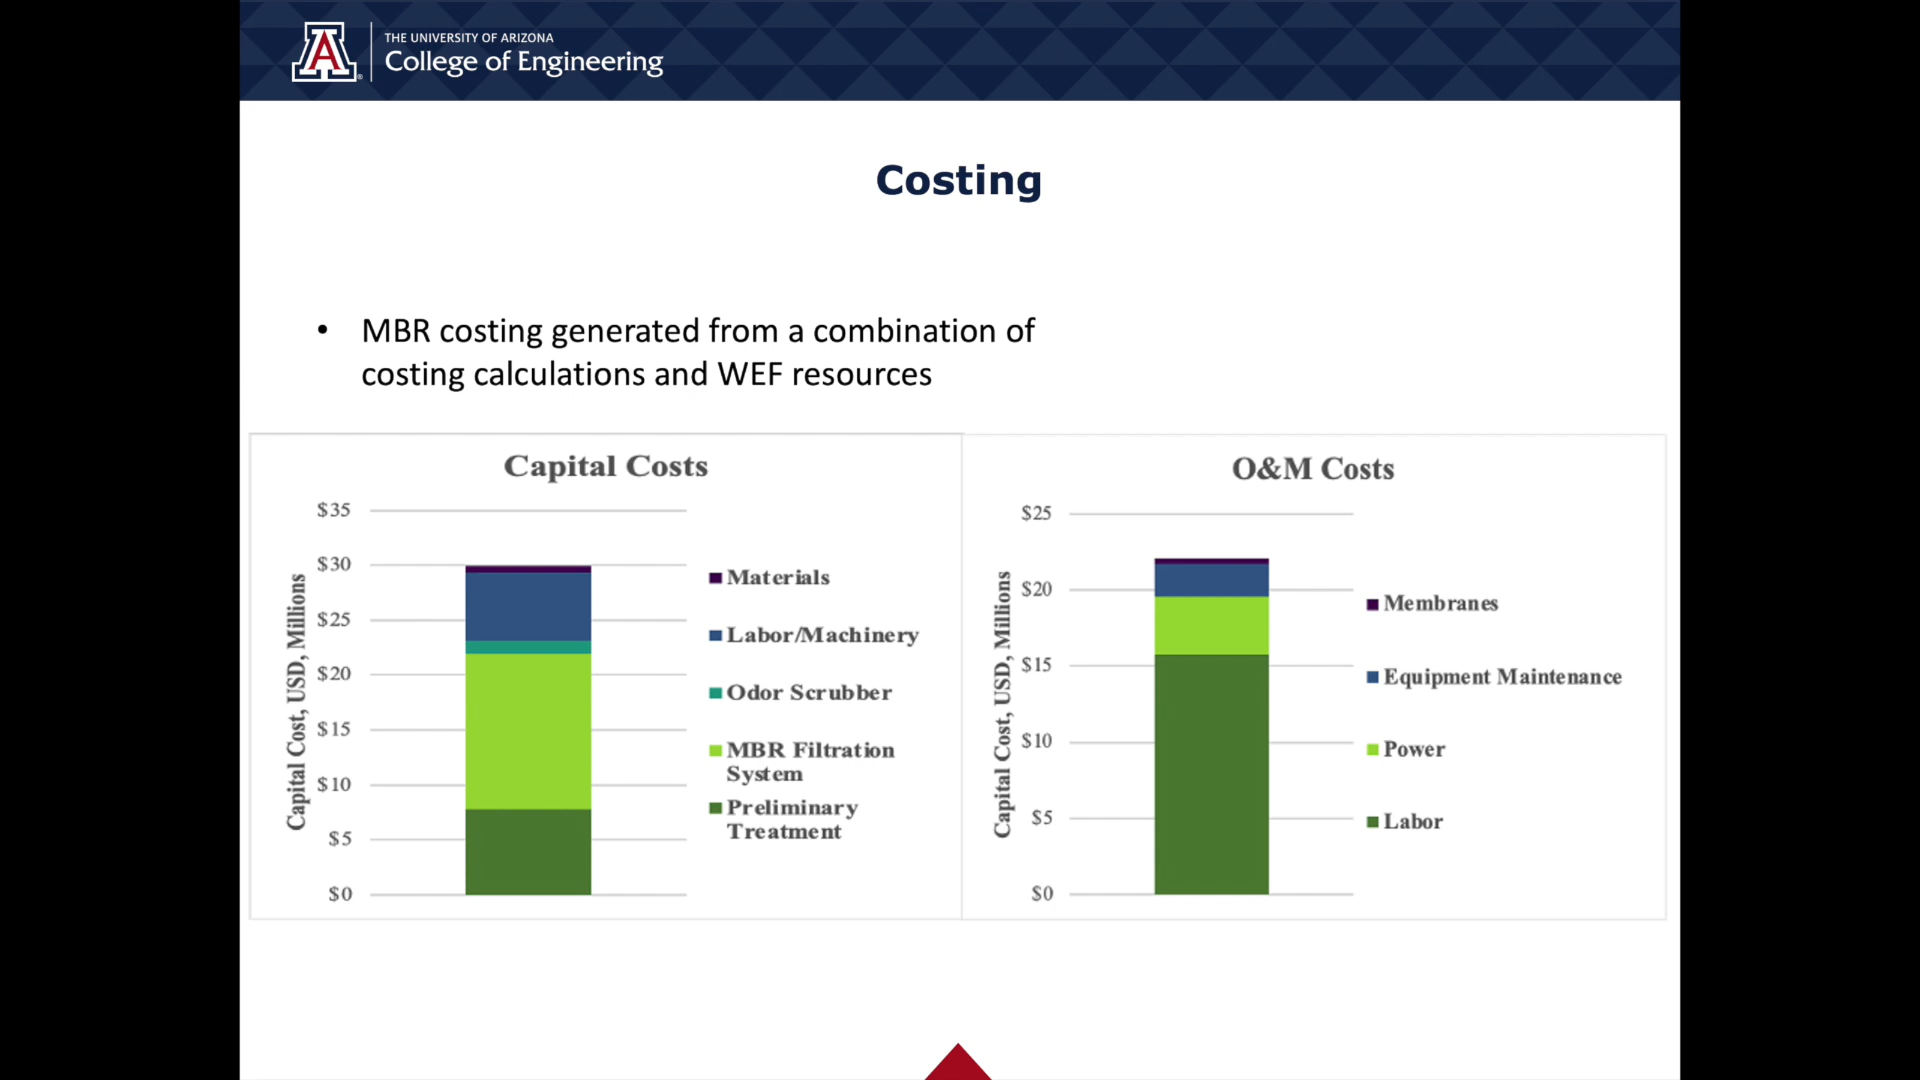 THE UNIVERSITY OF ARIZONA
College of Engineering
A
Costing
• MBR costing generated from a combination of
costing calculations and WEF resources
Capital Costs
Capital Cost, USD, Millions
$35
$30
$25
$20
$15
$10
$5
$0
Materials
Labor/Machinery
Odor Scrubber
MBR Filtration
System
Preliminary
Treatment
O&M Costs
Capital Cost, USD, Millions
$25
$20
$15
$10
$5
$0
Membranes
Equipment Maintenance
Power
Labor